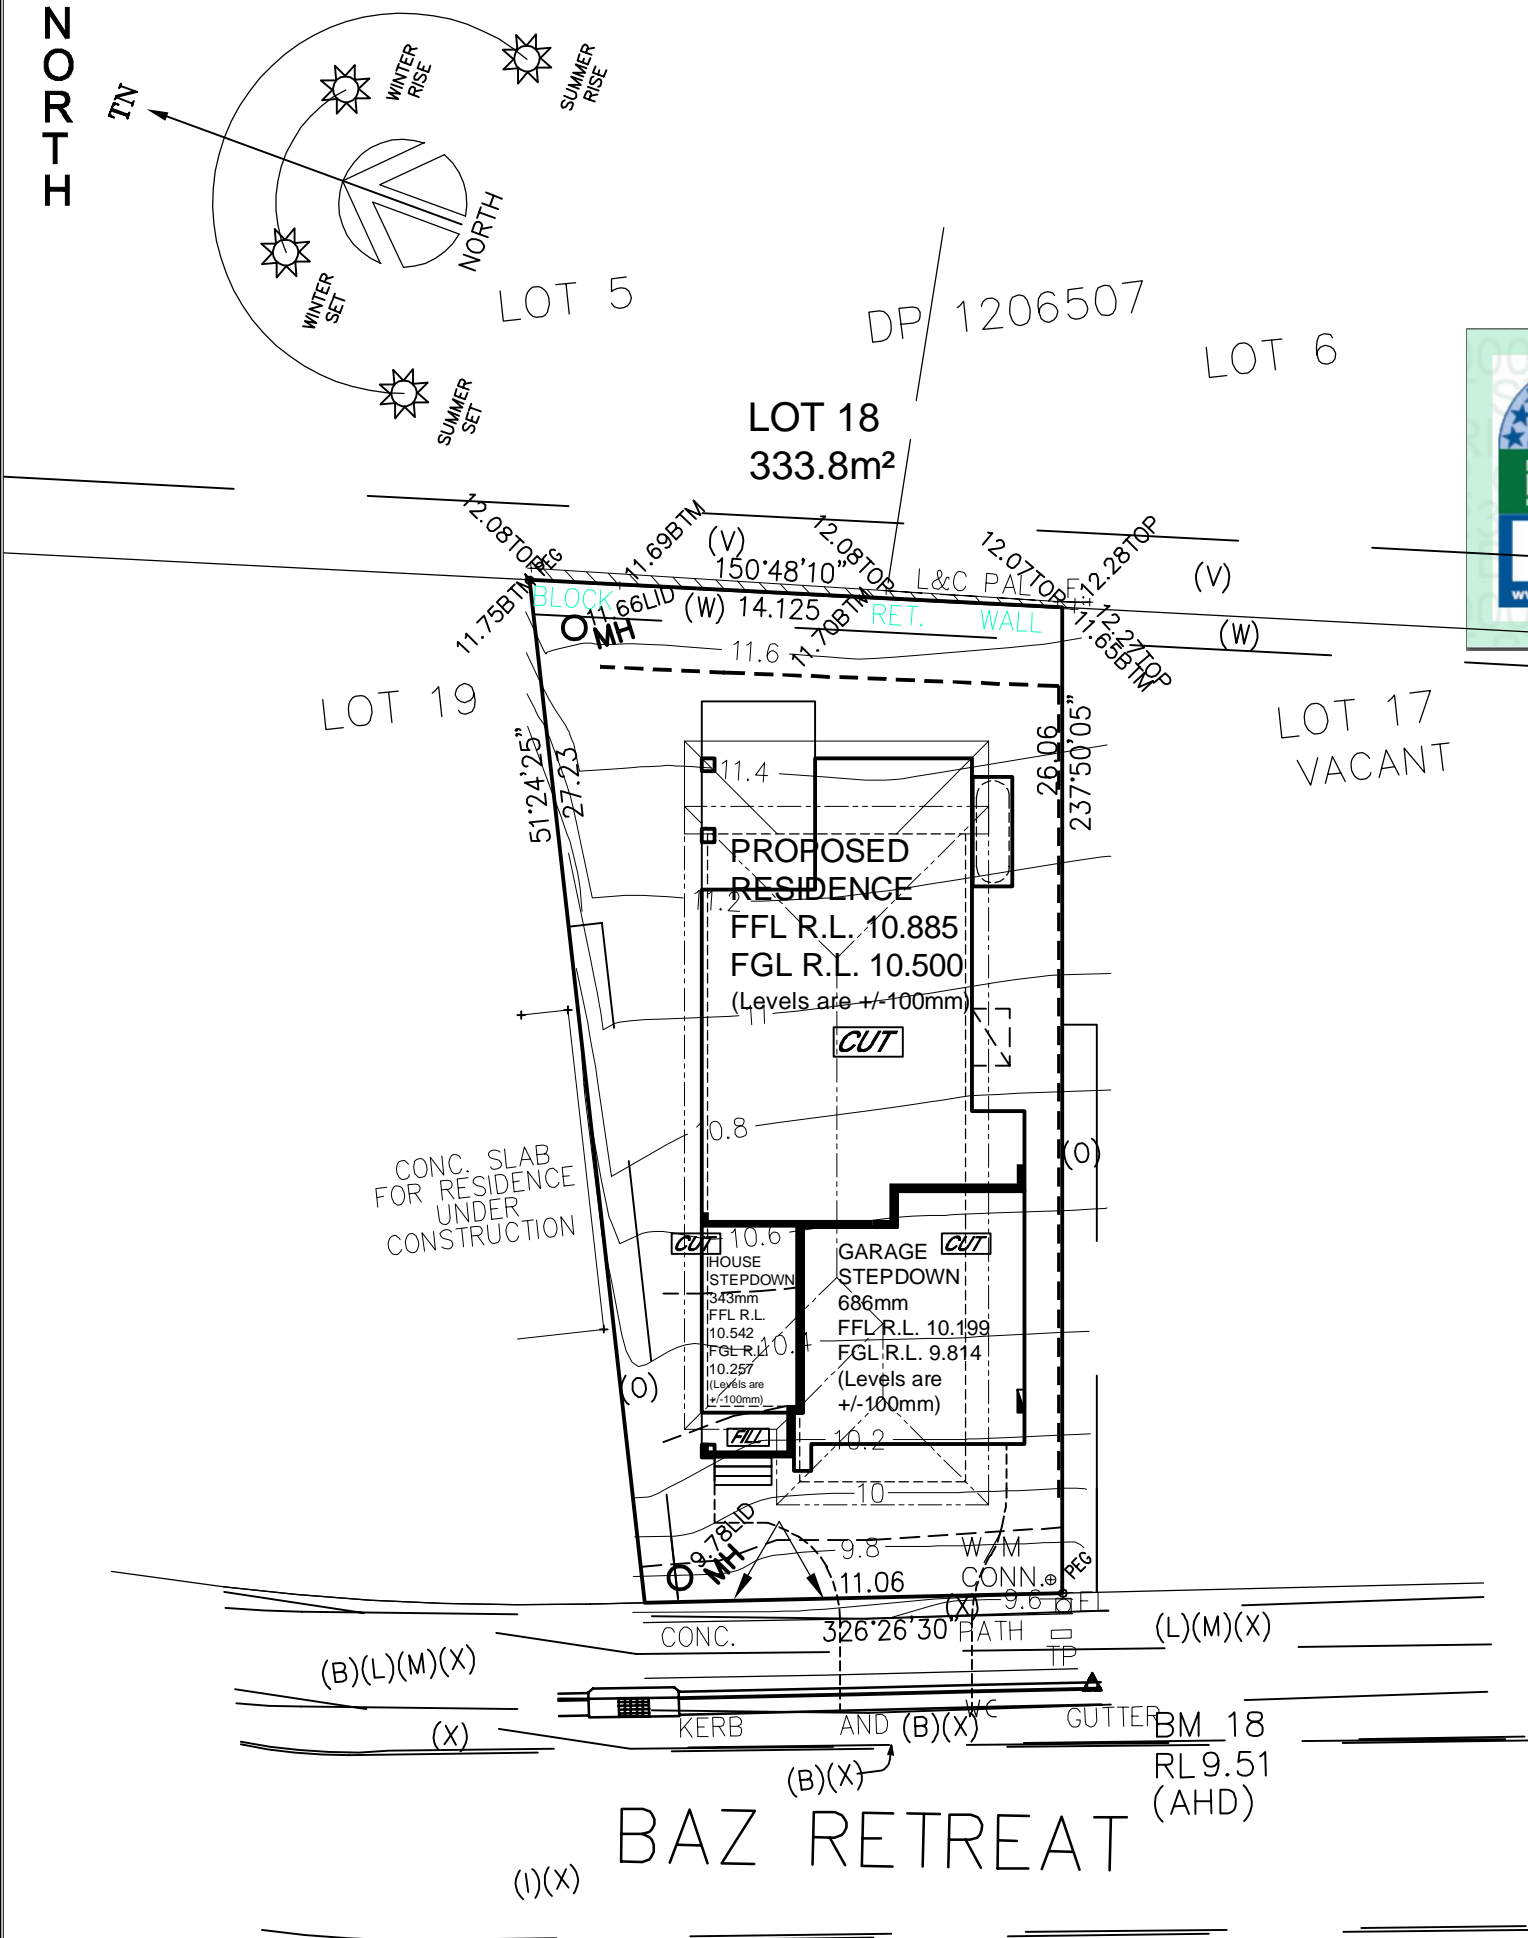 NORTH
TN
WINTER
RISE
SUMMER
RISE
NORTH
WINTER
SET
SUMMER
SET
LOT 5
DP 1206507
LOT 6
LOT 18
333.8m²
12.08TOP
PEG
11.69BTM
(V)
150°48'10"
12.08TOP
L&C PAL
12.07TOP
F
12.28TOP
(V)
11.75BTM
BLOCK
11.66LID
(W)
14.125
11.70BTM
RET.
WALL
12.27TOP
11.65BTM
(W)
MH
11.6
LOT 19
51°24'25"
27.23
26.06
237°50'05"
LOT 17
VACANT
11.4
PROPOSED
RESIDENCE
11.2
FFL R.L. 10.885
FGL R.L. 10.500
(Levels are +/-100mm)
11
CUT
10.8
(O)
CONC. SLAB
FOR RESIDENCE
UNDER
CONSTRUCTION
CUT
10.6
HOUSE
STEPDOWN
343mm
FFL R.L.
10.542
FGL R.L.
10.257
(Levels are
+/-100mm)
10.4
GARAGE
CUT
STEPDOWN
686mm
FFL R.L. 10.199
FGL R.L. 9.814
(Levels are
+/-100mm)
(O)
FILL
10.2
10
9.78LID
MH
9.8
W/M
CONN.
PEG
11.06
(X)
9.6
CONC.
326°26'30"
PATH
TP
(L)(M)(X)
(B)(L)(M)(X)
(X)
KERB
AND
(B)(X)
GUTTER
BM 18
RL9.51
(AHD)
(B)(X)
BAZ RETREAT
(I)(X)